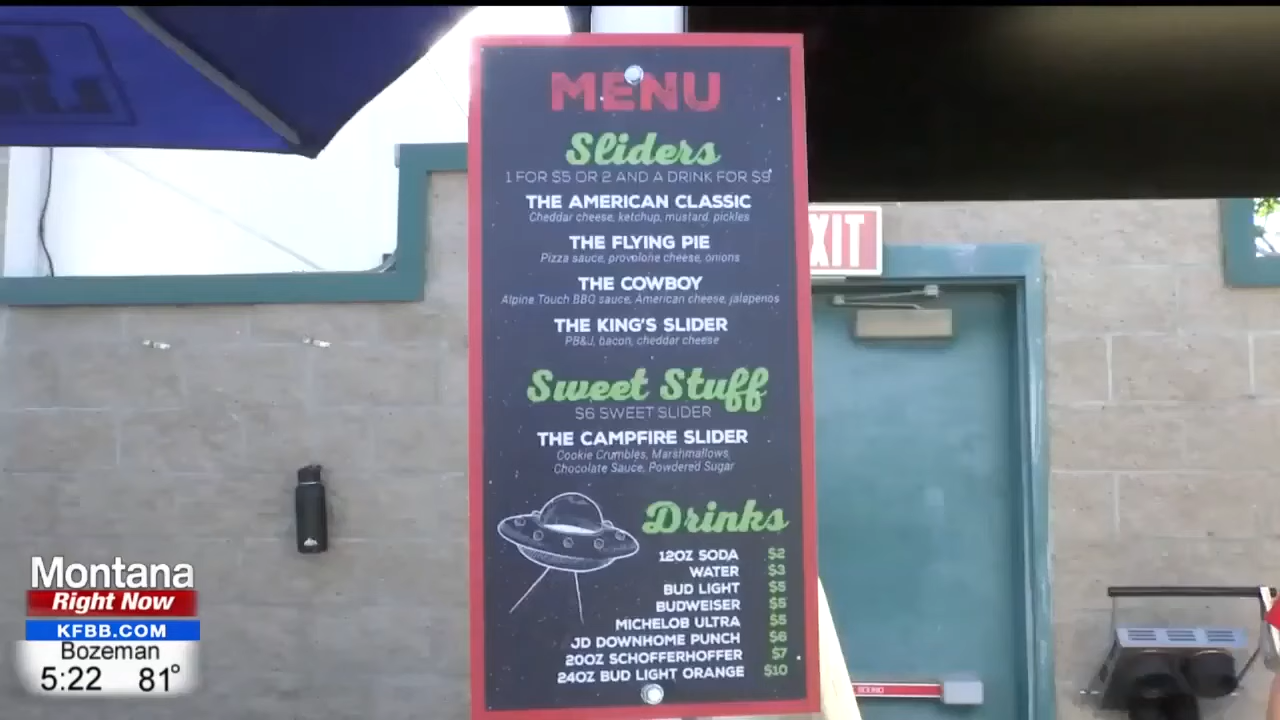 MENU
Sliders
1 FOR $5 OR 2 AND A DRINK FOR $9
THE AMERICAN CLASSIC
Cheddar cheese, ketchup, mustard, pickles
THE FLYING PIE
Pizza sauce, provolone cheese, onions
THE COWBOY
Alpine Touch BBQ sauce, American cheese, jalapenos
THE KING'S SLIDER
PB&J, bacon, cheddar cheese
Sweet Stuff
$6 SWEET SLIDER
THE CAMPFIRE SLIDER
Cookie Crumbles, Marshmallows,
Chocolate Sauce, Powdered Sugar
Drinks
12OZ SODA $2
WATER $3
BUD LIGHT $5
BUDWEISER $5
MICHELOB ULTRA $5
JD DOWNHOME PUNCH $6
20OZ SCHOFFERHOFFER $7
24OZ BUD LIGHT ORANGE $10
XIT
SOUND
Montana
Right Now
KFBB.COM
Bozeman
5:22 81°